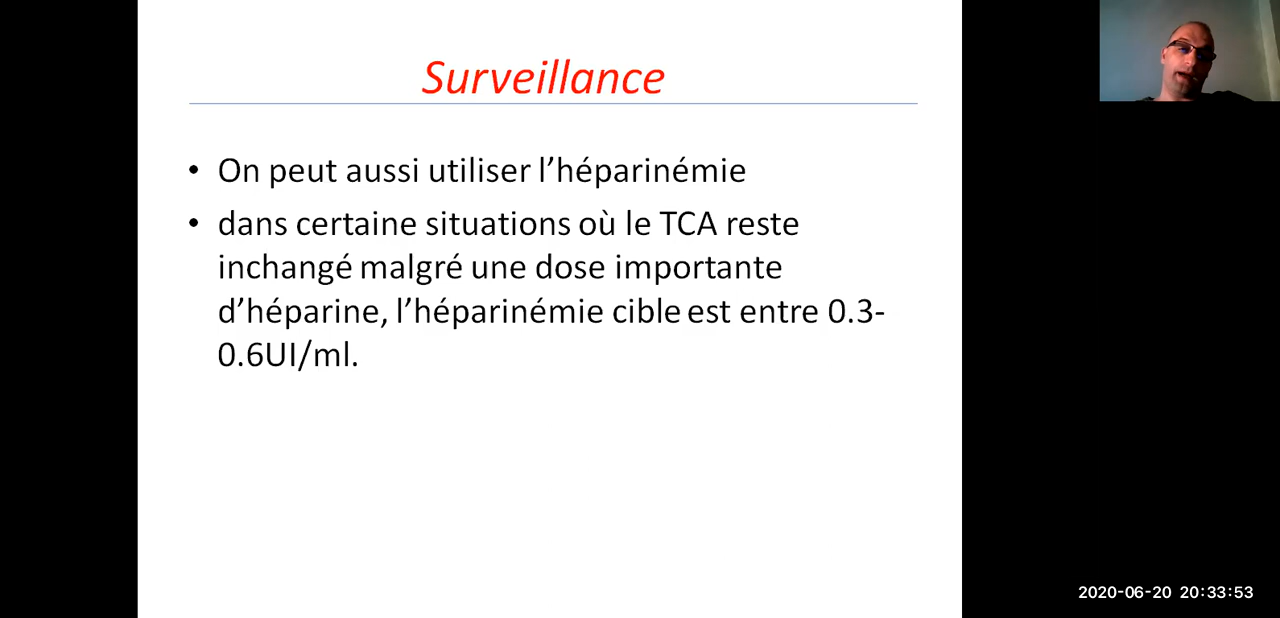 Surveillance
• On peut aussi utiliser l’héparinémie
• dans certaine situations où le TCA reste
inchangé malgré une dose importante
d’héparine, l’héparinémie cible est entre 0.3-
0.6UI/ml.
2020-06-20 20:33:53